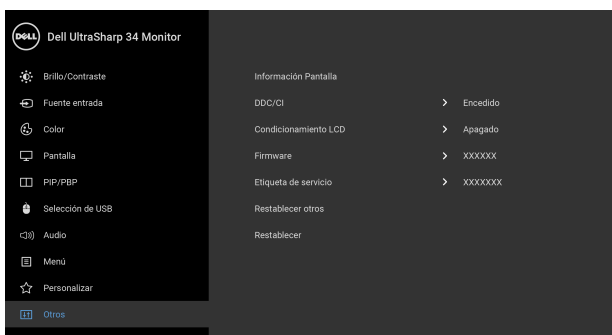 DELL Dell UltraSharp 34 Monitor
Brillo/Contraste
Fuente entrada
Color
Pantalla
PIP/PBP
Selección de USB
Audio
Menú
Personalizar
Otros
Información Pantalla
DDC/CI > Encedido
Condicionamiento LCD > Apagado
Firmware > XXXXXX
Etiqueta de servicio > XXXXXXX
Restablecer otros
Restablecer